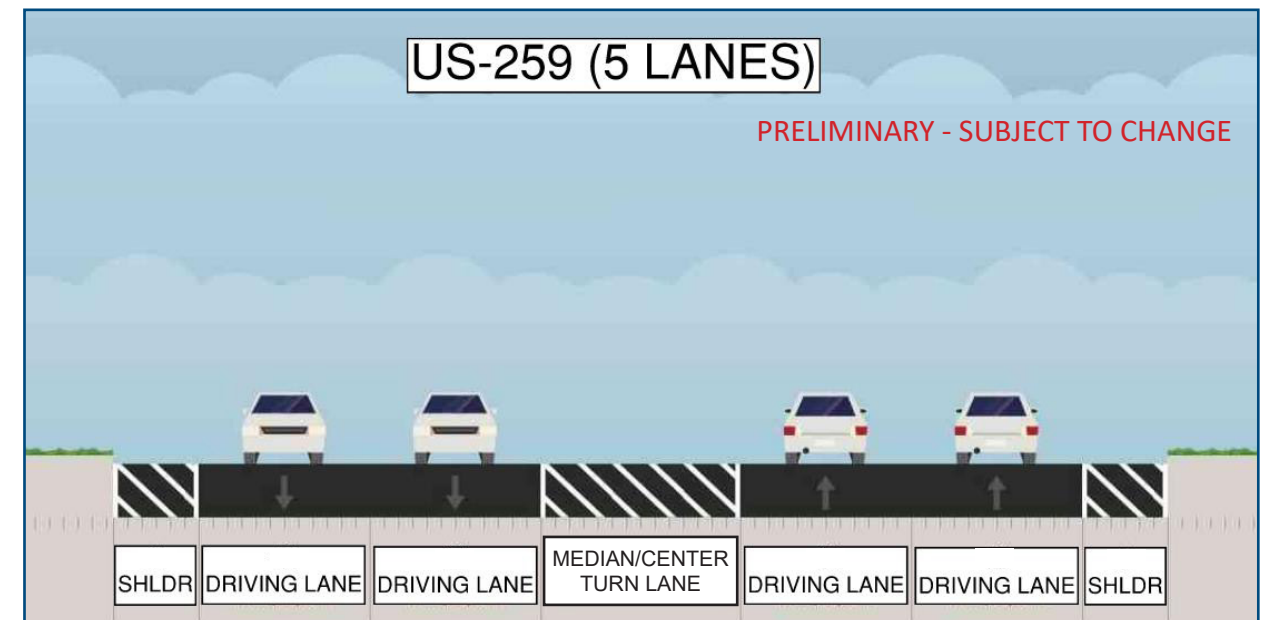 US-259 (5 LANES)
PRELIMINARY - SUBJECT TO CHANGE
SHLDR
DRIVING LANE
DRIVING LANE
MEDIAN/CENTER
TURN LANE
DRIVING LANE
DRIVING LANE
SHLDR